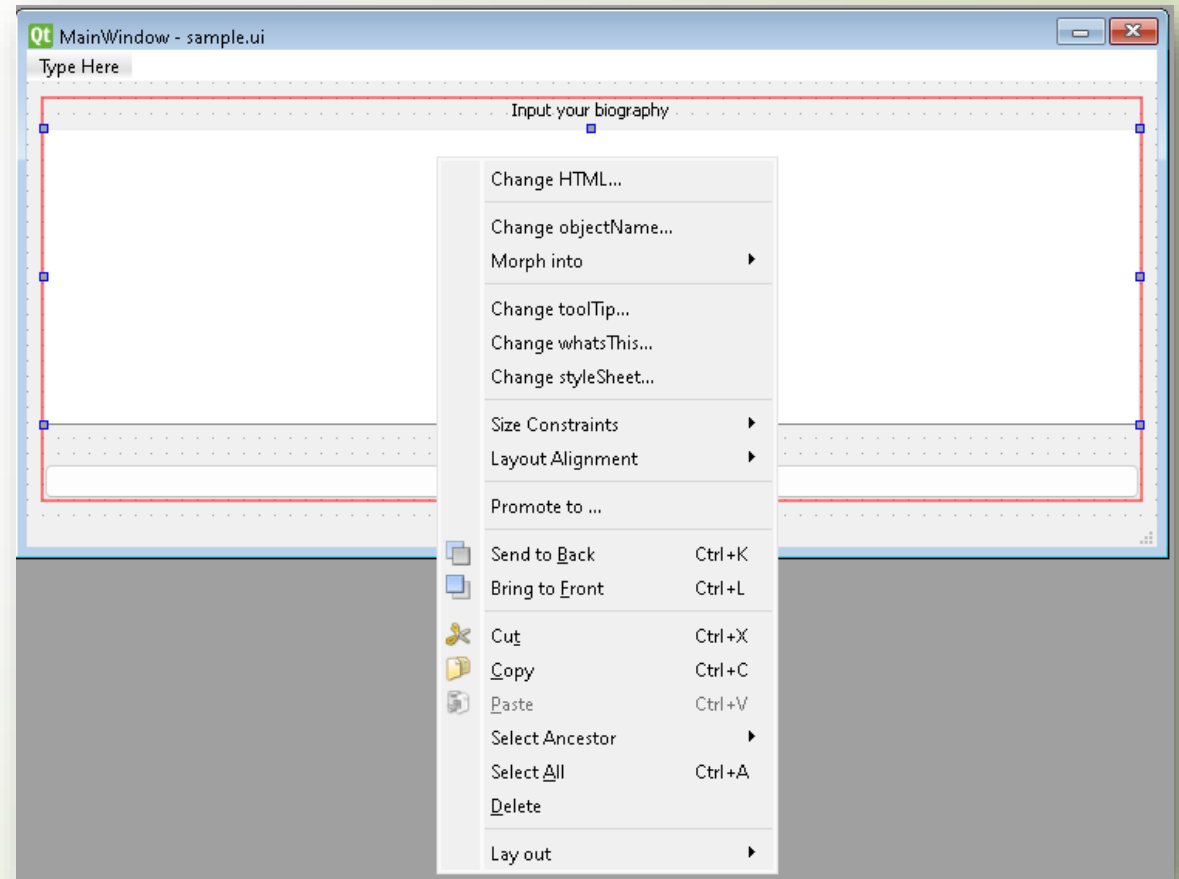 Qt MainWindow - sample.ui
Type Here
Input your biography
Change HTML...
Change objectName...
Morph into
Change toolTip...
Change whatsThis...
Change styleSheet...
Size Constraints
Layout Alignment
Promote to ...
Send to Back Ctrl+K
Bring to Front Ctrl+L
Cut Ctrl+X
Copy Ctrl+C
Paste Ctrl+V
Select Ancestor
Select All Ctrl+A
Delete
Lay out